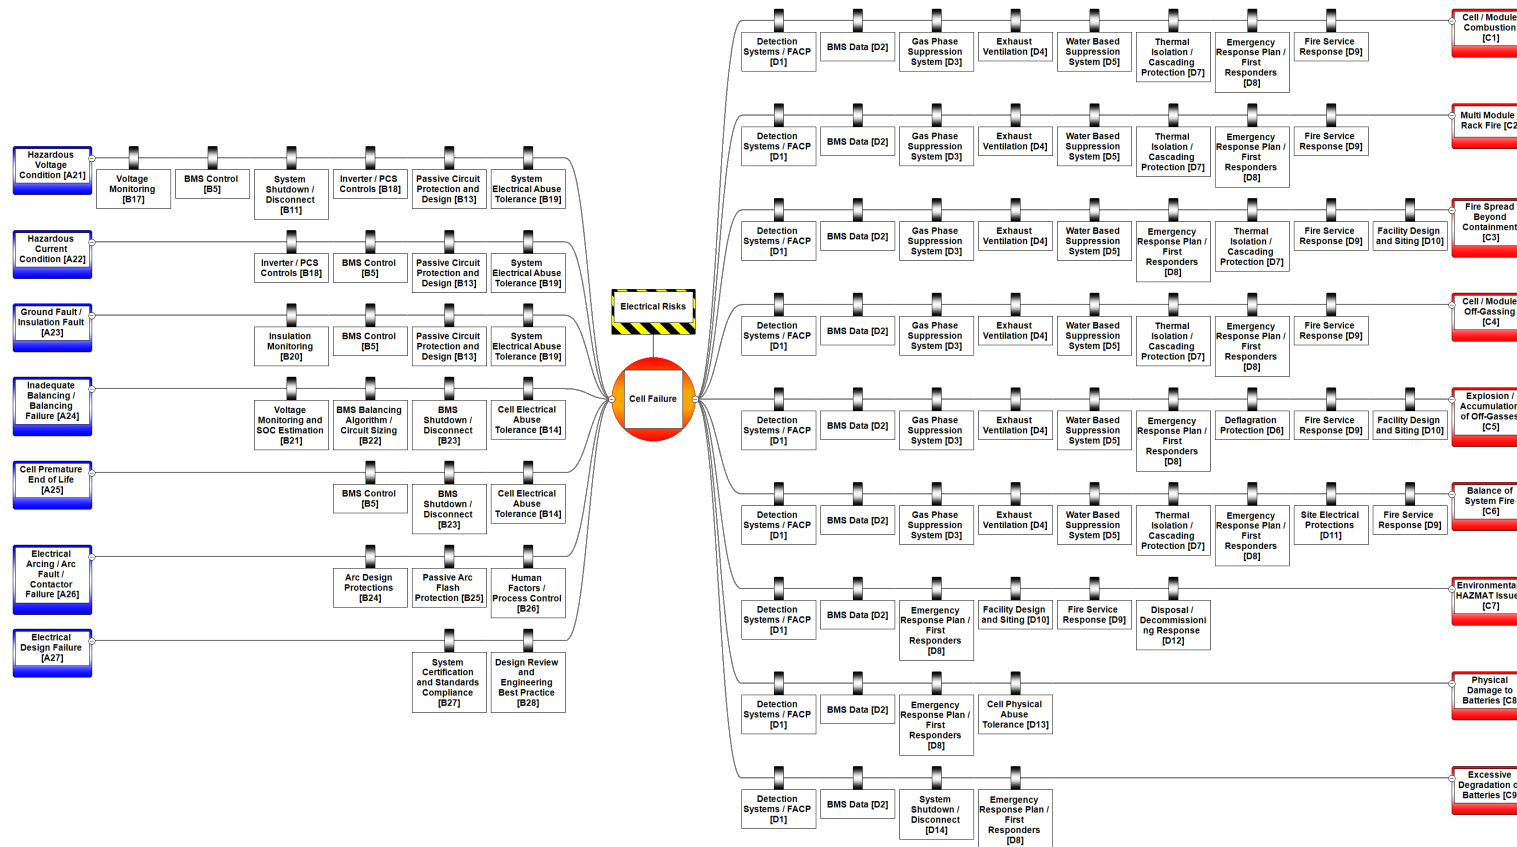 Hazardous
Voltage
Condition [A21]
Voltage
Monitoring
[B17]
BMS Control
[B5]
System
Shutdown /
Disconnect
[B11]
Inverter / PCS
Controls [B18]
Passive Circuit
Protection and
Design [B13]
System
Electrical Abuse
Tolerance [B19]
Hazardous
Current
Condition [A22]
Inverter / PCS
Controls [B18]
BMS Control
[B5]
Passive Circuit
Protection and
Design [B13]
System
Electrical Abuse
Tolerance [B19]
Ground Fault /
Insulation Fault
[A23]
Insulation
Monitoring
[B20]
BMS Control
[B5]
Passive Circuit
Protection and
Design [B13]
System
Electrical Abuse
Tolerance [B19]
Inadequate
Balancing /
Balancing
Failure [A24]
Voltage
Monitoring and
SOC Estimation
[B21]
BMS Balancing
Algorithm /
Circuit Sizing
[B22]
BMS
Shutdown /
Disconnect
[B23]
Cell Electrical
Abuse
Tolerance [B14]
Cell Premature
End of Life
[A25]
BMS Control
[B5]
BMS
Shutdown /
Disconnect
[B23]
Cell Electrical
Abuse
Tolerance [B14]
Electrical
Arcing / Arc
Fault /
Contactor
Failure [A26]
Arc Design
Protections
[B24]
Passive Arc
Flash
Protection [B25]
Human
Factors /
Process Control
[B26]
Electrical
Design Failure
[A27]
System
Certification
and Standards
Compliance
[B27]
Design Review
and
Engineering
Best Practice
[B28]
Electrical Risks
Cell Failure
Detection
Systems / FACP
[D1]
BMS Data [D2]
Gas Phase
Suppression
System [D3]
Exhaust
Ventilation [D4]
Water Based
Suppression
System [D5]
Thermal
Isolation /
Cascading
Protection [D7]
Emergency
Response Plan /
First
Responders
[D8]
Fire Service
Response [D9]
Cell / Module
Combustion
[C1]
Detection
Systems / FACP
[D1]
BMS Data [D2]
Gas Phase
Suppression
System [D3]
Exhaust
Ventilation [D4]
Water Based
Suppression
System [D5]
Thermal
Isolation /
Cascading
Protection [D7]
Emergency
Response Plan /
First
Responders
[D8]
Fire Service
Response [D9]
Multi Module
Rack Fire [C2
Detection
Systems / FACP
[D1]
BMS Data [D2]
Gas Phase
Suppression
System [D3]
Exhaust
Ventilation [D4]
Water Based
Suppression
System [D5]
Emergency
Response Plan /
First
Responders
[D8]
Thermal
Isolation /
Cascading
Protection [D7]
Fire Service
Response [D9]
Facility Design
and Siting [D10]
Fire Spread
Beyond
Containment
[C3]
Detection
Systems / FACP
[D1]
BMS Data [D2]
Gas Phase
Suppression
System [D3]
Exhaust
Ventilation [D4]
Water Based
Suppression
System [D5]
Thermal
Isolation /
Cascading
Protection [D7]
Emergency
Response Plan /
First
Responders
[D8]
Fire Service
Response [D9]
Cell / Module
Off-Gassing
[C4]
Detection
Systems / FACP
[D1]
BMS Data [D2]
Gas Phase
Suppression
System [D3]
Exhaust
Ventilation [D4]
Water Based
Suppression
System [D5]
Emergency
Response Plan /
First
Responders
[D8]
Deflagration
Protection [D6]
Fire Service
Response [D9]
Facility Design
and Siting [D10]
Explosion /
Accumulation
of Off-Gasses
[C5]
Detection
Systems / FACP
[D1]
BMS Data [D2]
Gas Phase
Suppression
System [D3]
Exhaust
Ventilation [D4]
Water Based
Suppression
System [D5]
Thermal
Isolation /
Cascading
Protection [D7]
Emergency
Response Plan /
First
Responders
[D8]
Site Electrical
Protections
[D11]
Fire Service
Response [D9]
Balance of
System Fire
[C6]
Detection
Systems / FACP
[D1]
BMS Data [D2]
Emergency
Response Plan /
First
Responders
[D8]
Facility Design
and Siting [D10]
Fire Service
Response [D9]
Disposal /
Decommissioni
ng Response
[D12]
Environmenta
HAZMAT Issue
[C7]
Detection
Systems / FACP
[D1]
BMS Data [D2]
Emergency
Response Plan /
First
Responders
[D8]
Cell Physical
Abuse
Tolerance [D13]
Physical
Damage to
Batteries [C8
Detection
Systems / FACP
[D1]
BMS Data [D2]
System
Shutdown /
Disconnect
[D14]
Emergency
Response Plan /
First
Responders
[D8]
Excessive
Degradation o
Batteries [C9